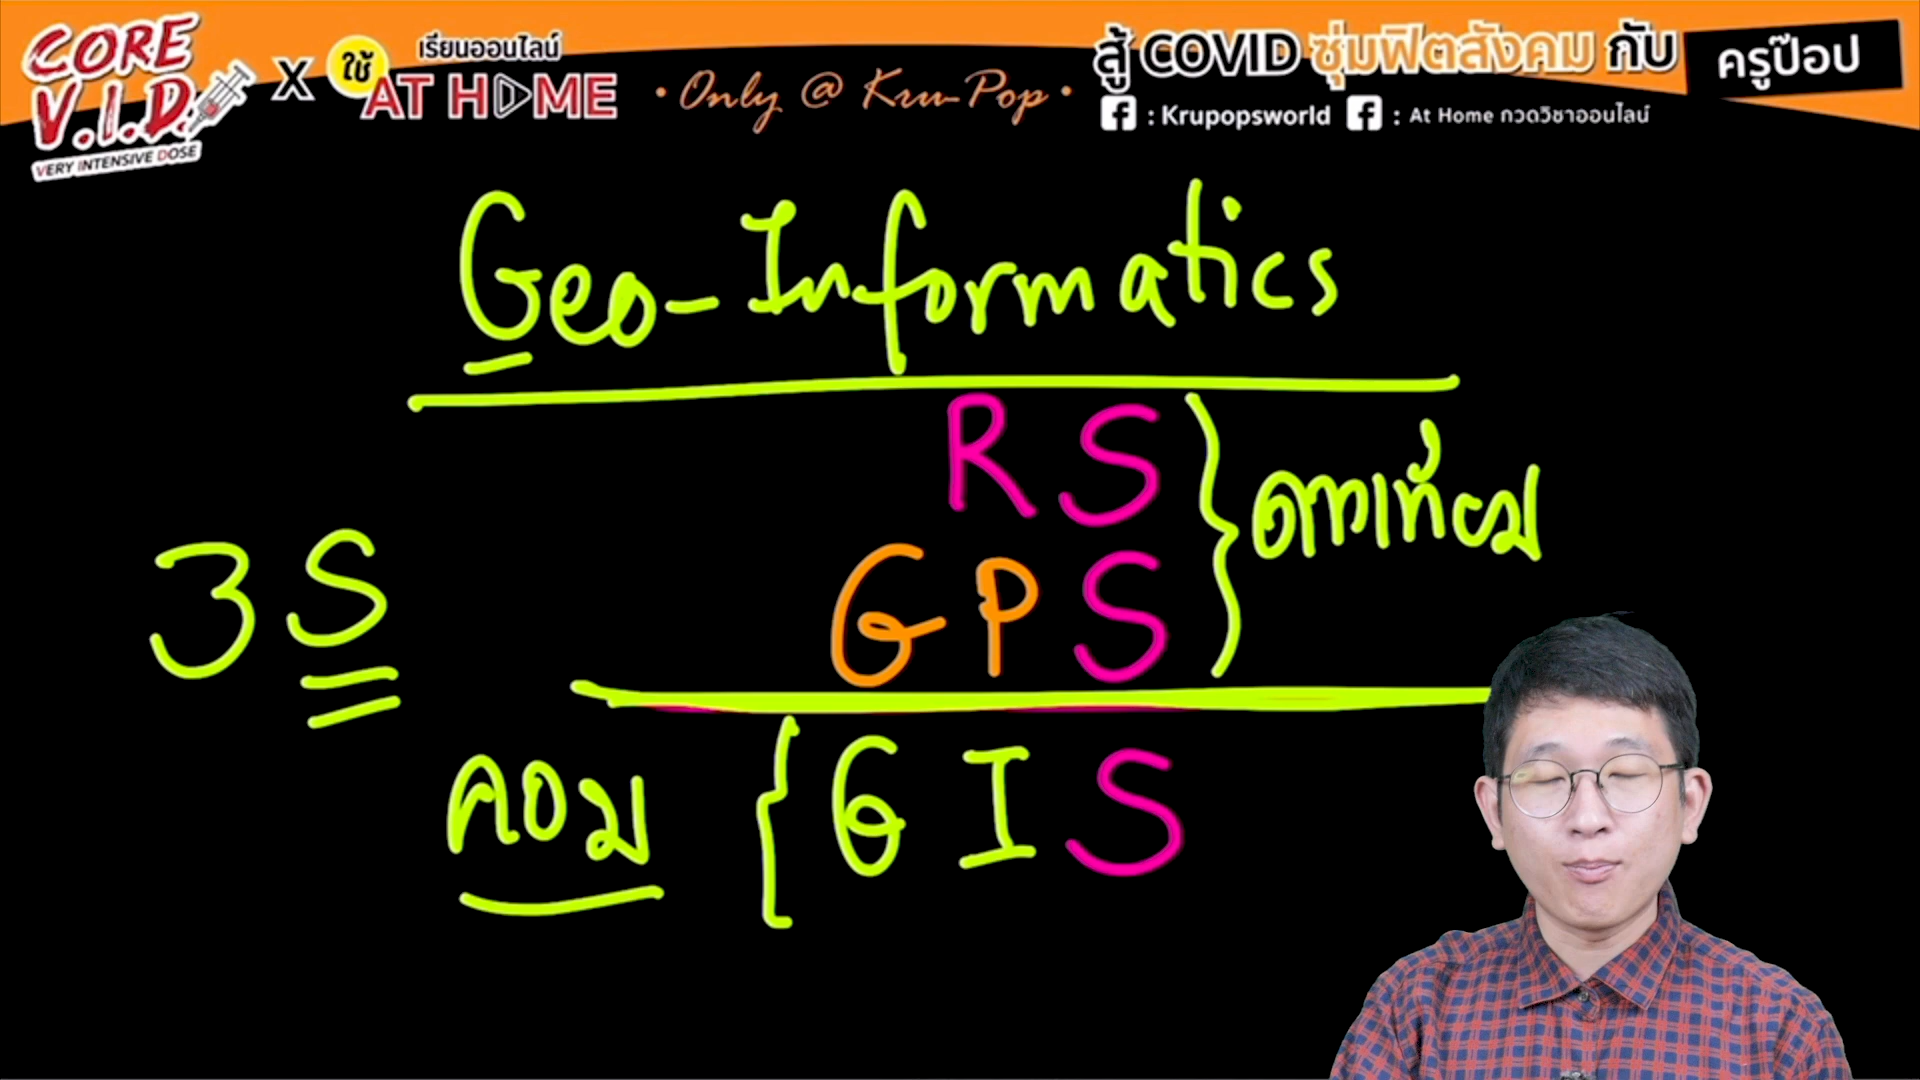 CORE V.I.D.
VERY INTENSIVE DOSE
X
ใช้
เรียนออนไลน์
AT HOME
• Only @ Kru-Pop •
สู้ COVID ซุ่มฟิตสังคม กับ ครูป๊อป
f : Krupopsworld f : At Home กวดวิชาออนไลน์
Geo-Informatics
RS
ดาวเทียม
3S
GPS
คอม
GIS